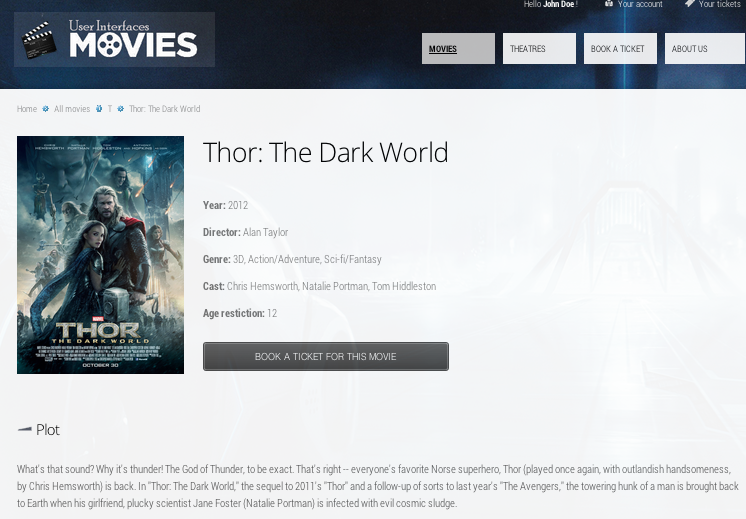 Hello John Doe !
Your account
Your tickets
User Interfaces
MOVIES
MOVIES
THEATRES
BOOK A TICKET
ABOUT US
Home
All movies
T
Thor: The Dark World
Thor: The Dark World
Year: 2012
Director: Alan Taylor
Genre: 3D, Action/Adventure, Sci-fi/Fantasy
Cast: Chris Hemsworth, Natalie Portman, Tom Hiddleston
Age restiction: 12
MARVEL
THOR
THE DARK WORLD
OCTOBER 30
BOOK A TICKET FOR THIS MOVIE
Plot
What's that sound? Why it's thunder! The God of Thunder, to be exact. That's right -- everyone's favorite Norse superhero, Thor (played once again, with outlandish handsomeness,
by Chris Hemsworth) is back. In "Thor: The Dark World," the sequel to 2011's "Thor" and a follow-up of sorts to last year's "The Avengers," the towering hunk of a man is brought back
to Earth when his girlfriend, plucky scientist Jane Foster (Natalie Portman) is infected with evil cosmic sludge.